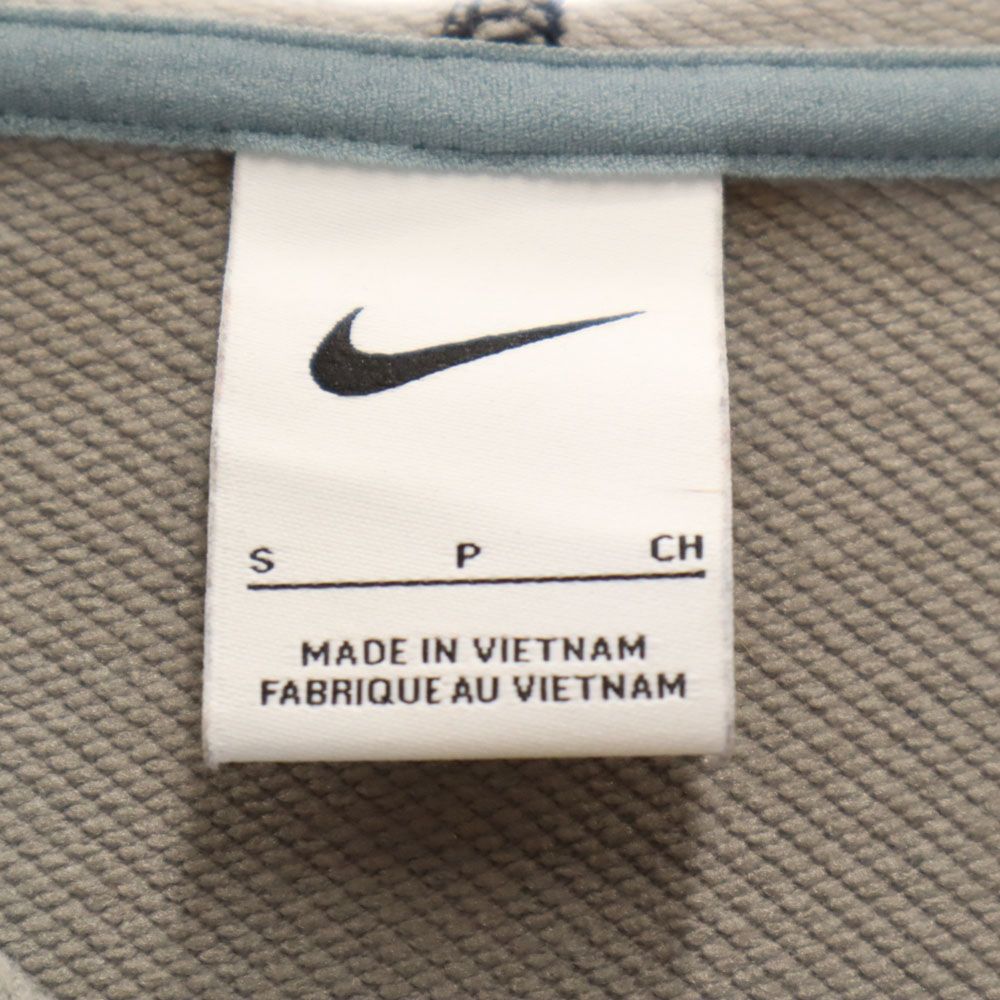 S P CH
MADE IN VIETNAM
FABRIQUE AU VIETNAM